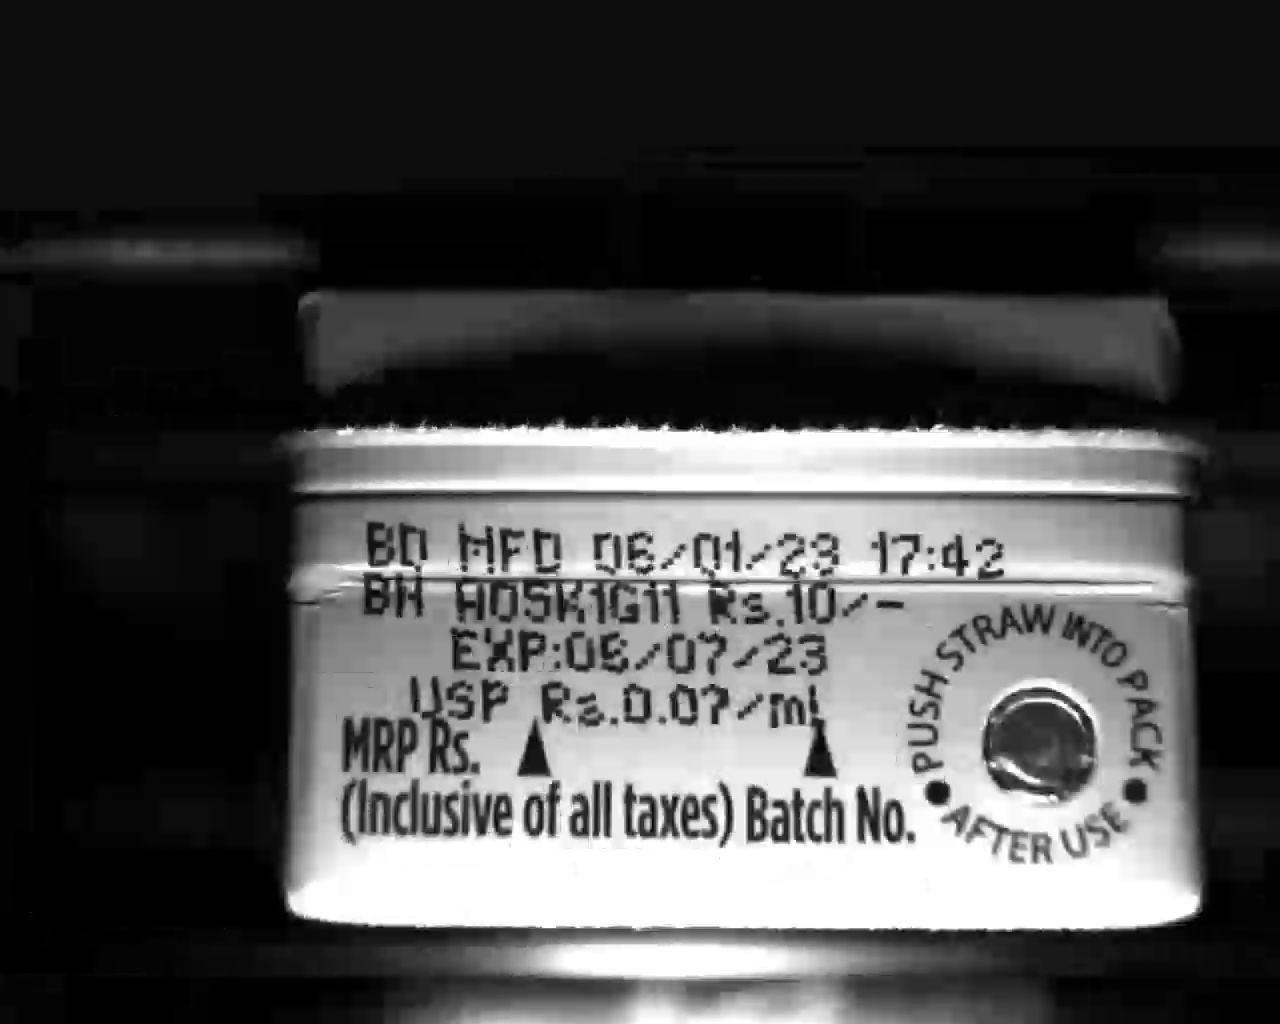 BD MFD 06/01/23 17:42
BN A05K1G11 Rs.10/-
EXP:05/07/23
USP Rs.0.07/ml
MRP Rs.
(Inclusive of all taxes) Batch No.
PUSH STRAW INTO PACK
AFTER USE